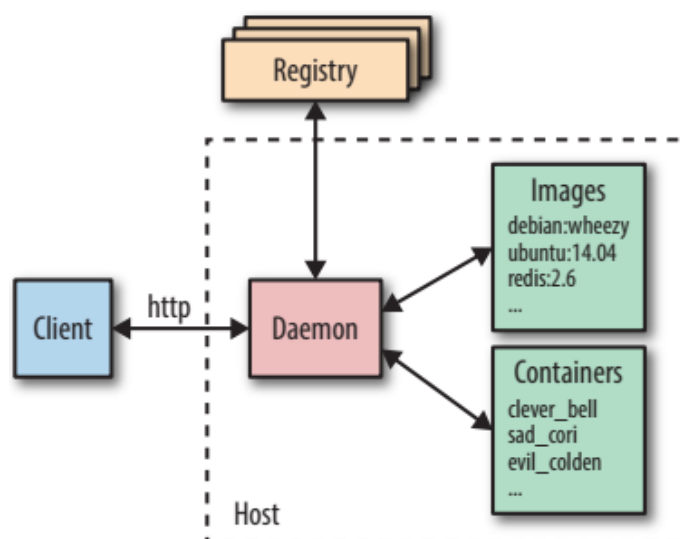 Registry
Images
debian:wheezy
ubuntu:14.04
redis:2.6
...
http
Client
Daemon
Containers
clever_bell
sad_cori
evil_colden
...
Host